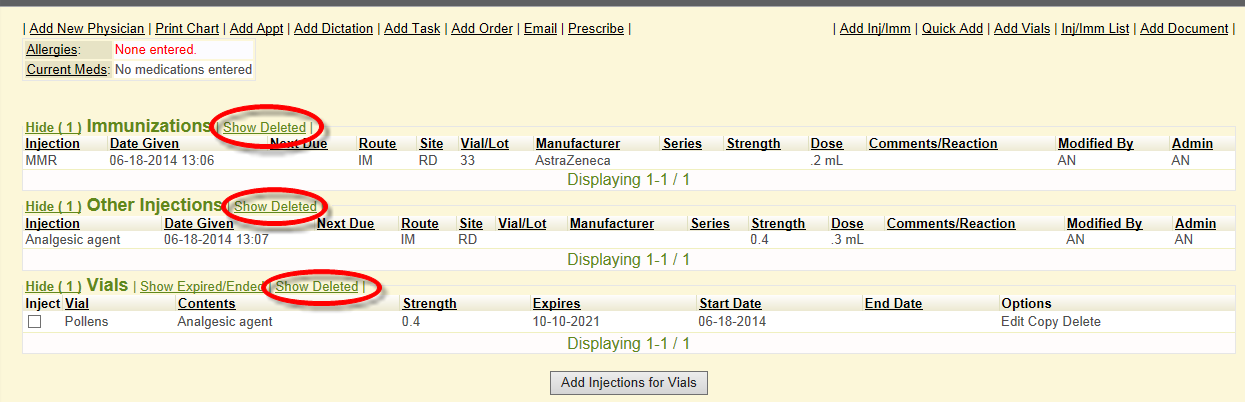 | Add New Physician | Print Chart | Add Appt | Add Dictation | Add Task | Add Order | Email | Prescribe | | Add Inj/Imm | Quick Add | Add Vials | Inj/Imm List | Add Document |
Allergies: None entered.
Current Meds: No medications entered
Hide ( 1 ) Immunizations | Show Deleted |
Injection Date Given Next Due Route Site Vial/Lot Manufacturer Series Strength Dose Comments/Reaction Modified By Admin
MMR 06-18-2014 13:06 IM RD 33 AstraZeneca .2 mL AN AN
Displaying 1-1 / 1
Hide ( 1 ) Other Injections | Show Deleted
Injection Date Given Next Due Route Site Vial/Lot Manufacturer Series Strength Dose Comments/Reaction Modified By Admin
Analgesic agent 06-18-2014 13:07 IM RD 0.4 .3 mL AN AN
Displaying 1-1 / 1
Hide ( 1 ) Vials | Show Expired/Ended | Show Deleted |
Inject Vial Contents Strength Expires Start Date End Date Options
Pollens Analgesic agent 0.4 10-10-2021 06-18-2014 Edit Copy Delete
Displaying 1-1 / 1
Add Injections for Vials